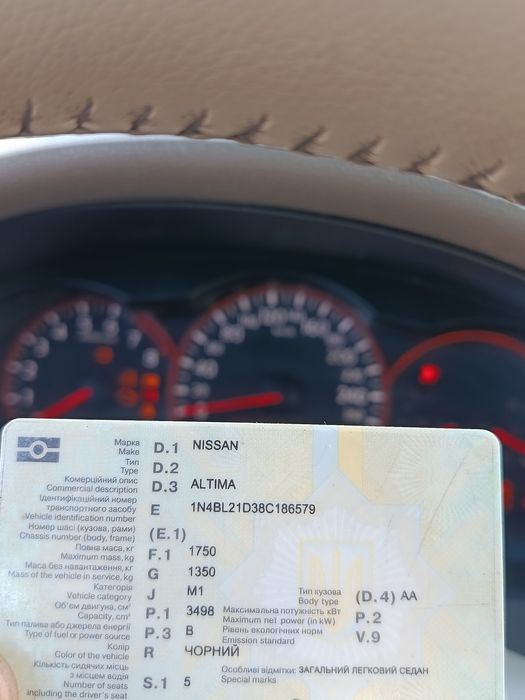 Марка
Make D.1 NISSAN
Тип
Type D.2
Комерційний опис
Commercial description D.3 ALTIMA
Ідентифікаційний номер
транспортного засобу
Vehicle identification number E 1N4BL21D38C186579
Номер шасі (кузова, рами)
Chassis number (body, frame) (E.1)
Повна маса, кг
Maximum mass, kg F.1 1750
Маса без навантаження, кг
Mass of the vehicle in service, kg G 1350
Категорія
Vehicle category J M1 Тип кузова
Body type (D.4) AA
Об'єм двигуна, см³
Capacity, cm³ P.1 3498 Максимальна потужність кВт
Maximum net power (in kW) P.2
Тип палива або джерела енергії
Type of fuel or power source P.3 B Рівень екологічних норм
Emission standard V.9
Колір
Color of the vehicle R ЧОРНИЙ
Кількість сидячих місць
з місцем водія
Number of seats
including the driver's seat S.1 5 Особливі відмітки: ЗАГАЛЬНИЙ ЛЕГКОВИЙ СЕДАН
Special marks